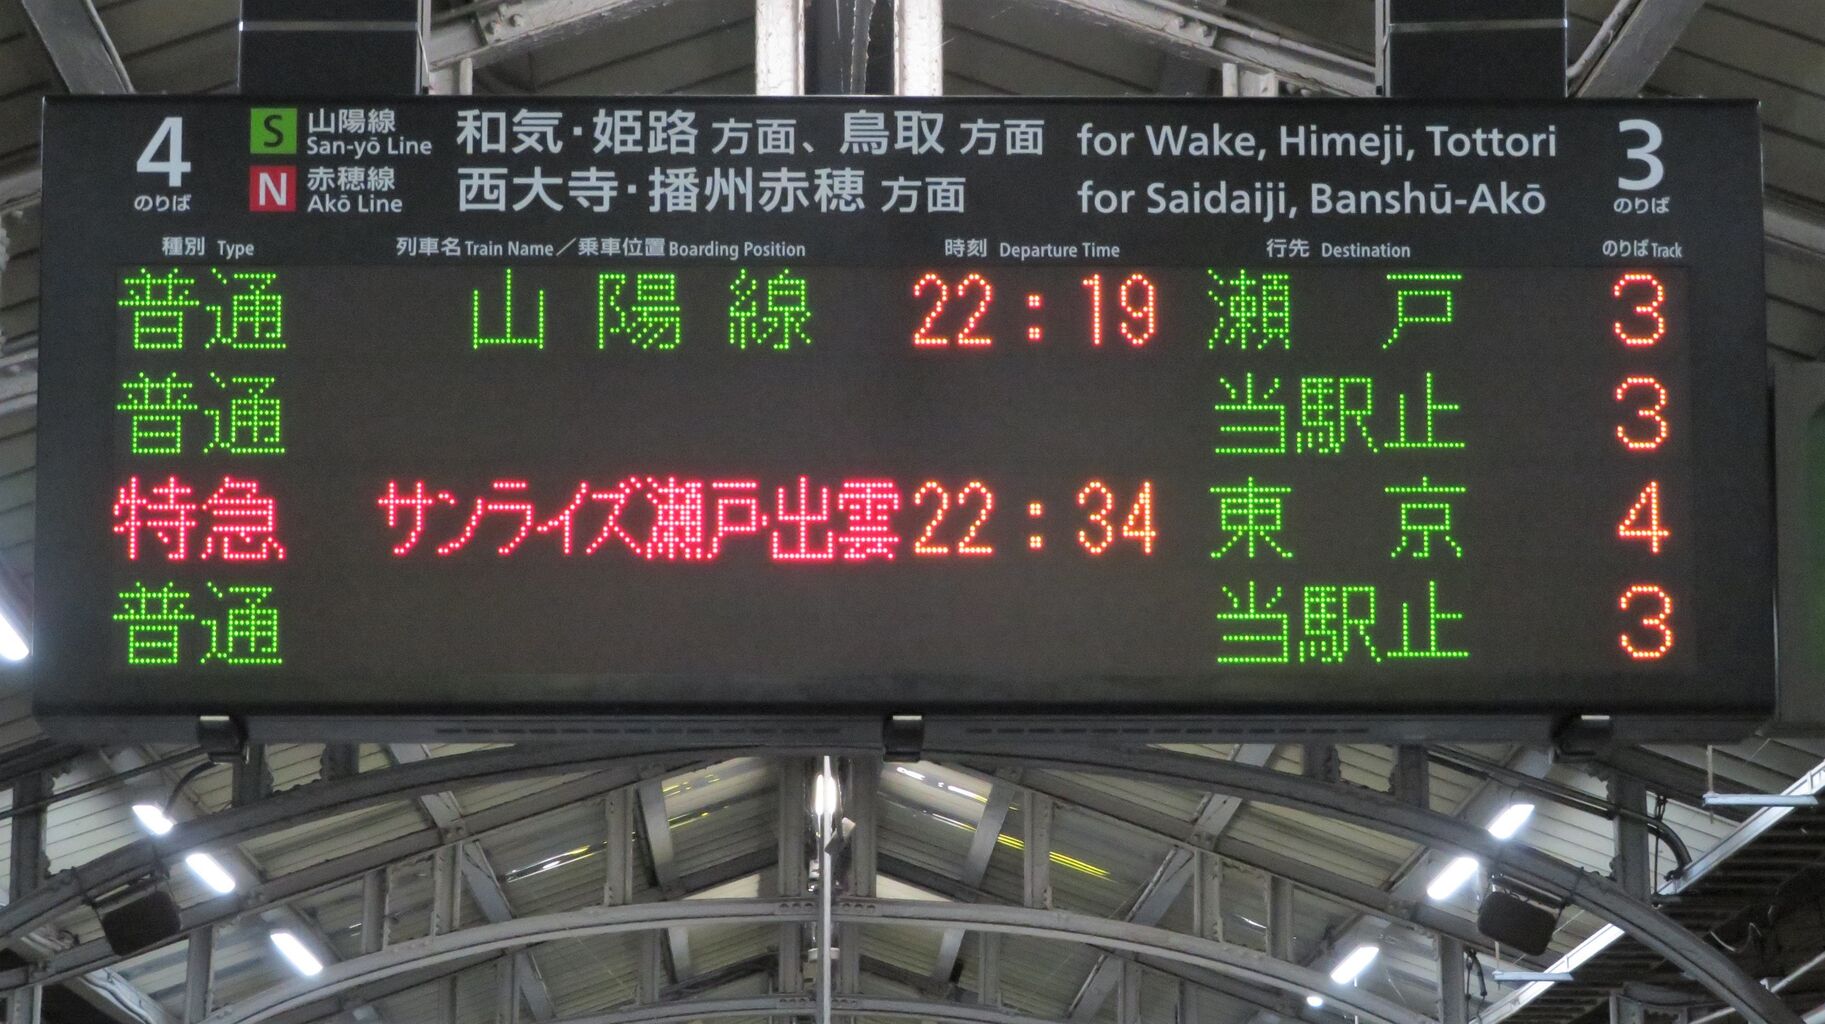 4 のりば S 山陽線 San-yō Line 和気・姫路 方面、鳥取 方面 for Wake, Himeji, Tottori 3 のりば
N 赤穂線 Akō Line 西大寺・播州赤穂 方面 for Saidaiji, Banshū-Akō
種別 Type 列車名 Train Name／乗車位置 Boarding Position 時刻 Departure Time 行先 Destination のりば Track
普通 山陽線 22:19 瀬戸 3
普通 当駅止 3
特急 サンライズ瀬戸・出雲 22:34 東京 4
普通 当駅止 3